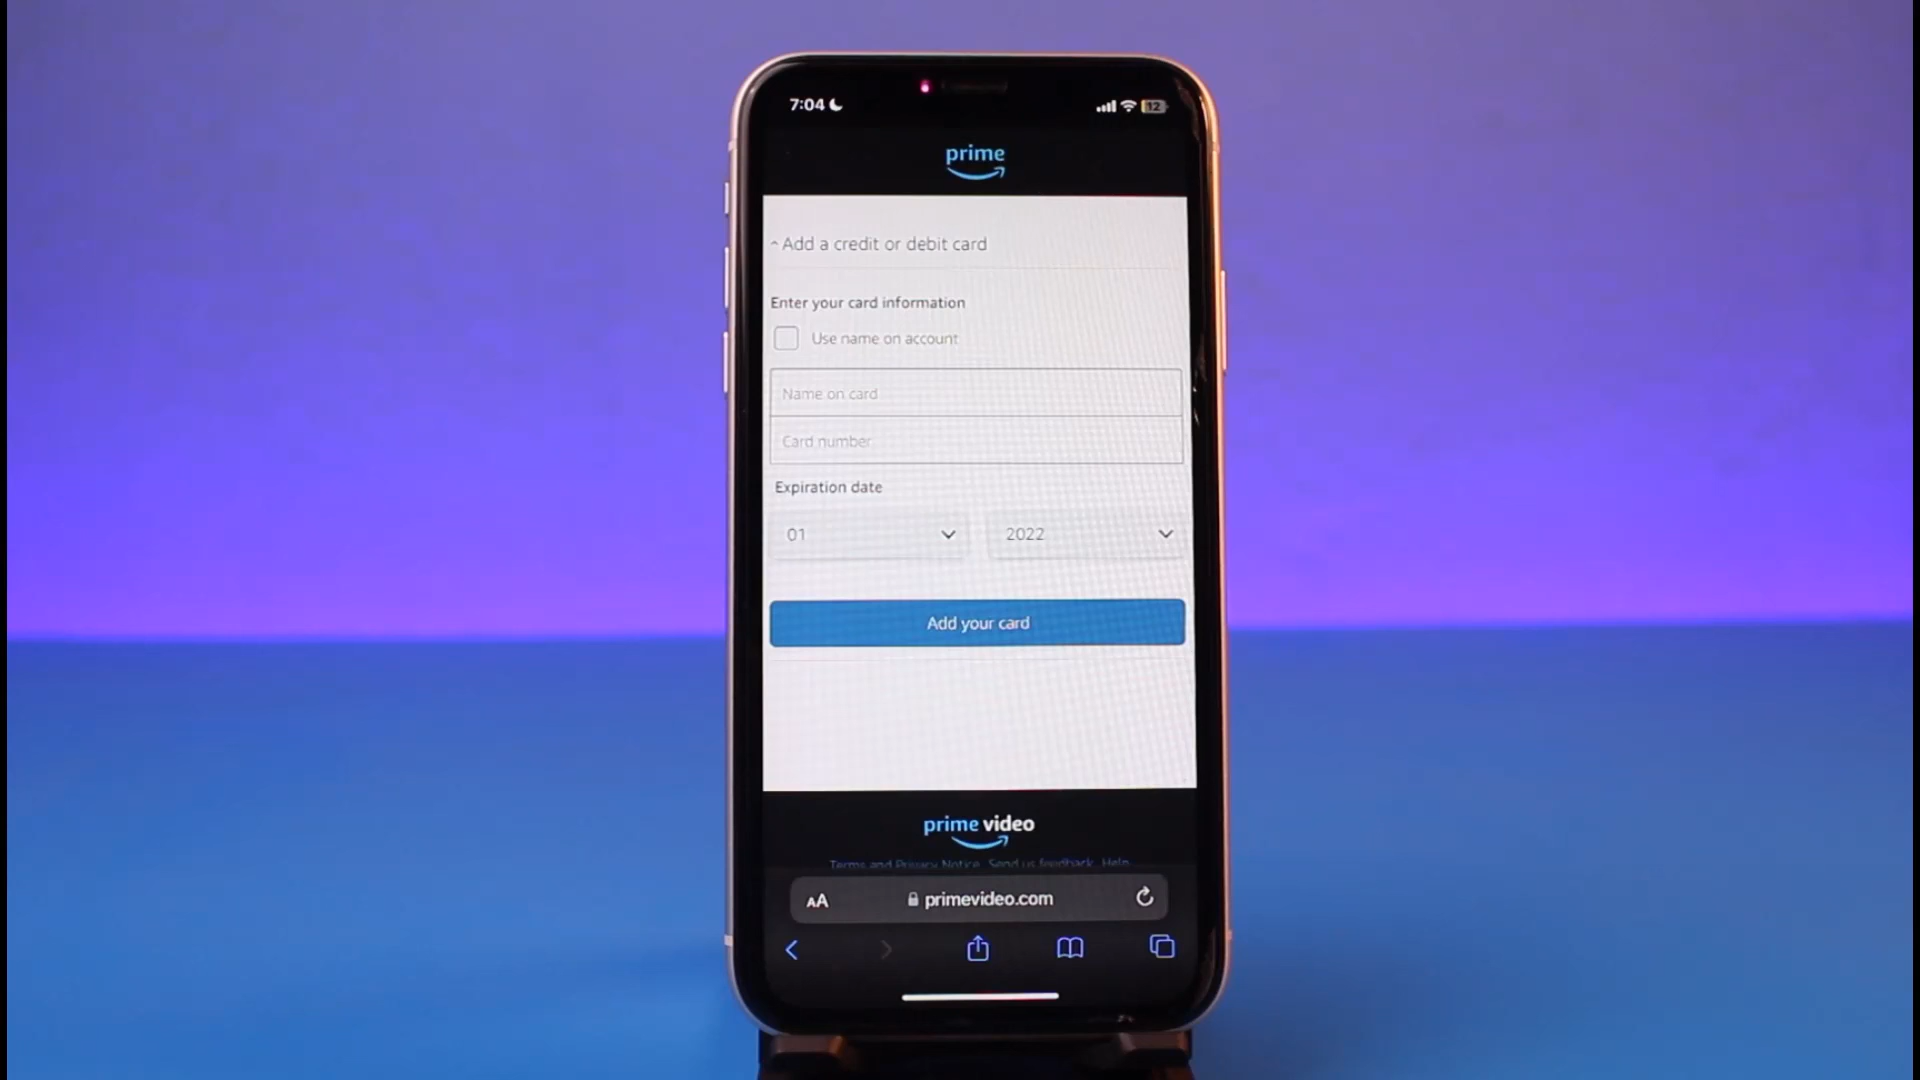 7:04
12
prime
Add a credit or debit card
Enter your card information
Use name on account
Name on card
Card number
Expiration date
01
2022
Add your card
prime video
Terms and Privacy Notice Send us feedback Help
AA
primevideo.com